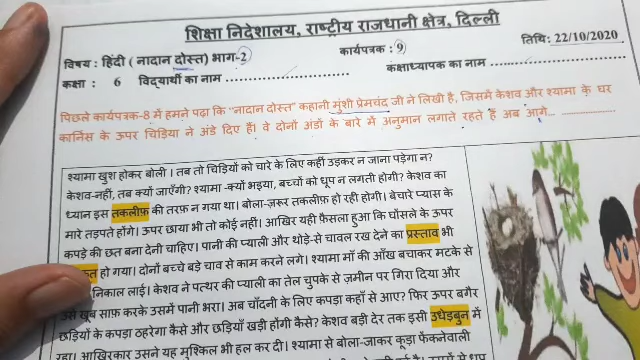 शिक्षा निदेशालय, राष्ट्रीय राजधानी क्षेत्र, दिल्ली
विषय : हिंदी ( नादान दोस्त) भाग-2 कार्यपत्रक : 9 तिथि: 22/10/2020
कक्षा : 6 विद्यार्थी का नाम .......................... कक्षाध्यापक का नाम .......................
पिछले कार्यपत्रक-8 में हमने पढ़ा कि "नादान दोस्त" कहानी मुंशी प्रेमचंद जी ने लिखी है, जिसमें केशव और श्यामा के घर
कार्निस के ऊपर चिड़िया ने अंडे दिए हैं। वे दोनों अंडों के बारे में अनुमान लगाते रहते हैं अब आगे... ....................
श्यामा खुश होकर बोली । तब तो चिड़ियों को चारे के लिए कहीं उड़कर न जाना पड़ेगा न?
केशव-नहीं, तब क्यों जाएँगी? श्यामा -क्यों भइया, बच्चों को धूप न लगती होगी? केशव का
ध्यान इस तकलीफ़ की तरफ़ न गया था। बोला-ज़रूर तकलीफ़ हो रही होगी। बेचारे प्यास के
मारे तड़पते होंगे। ऊपर छाया भी तो कोई नहीं। आखिर यही फ़ैसला हुआ कि घोंसले के ऊपर
कपड़े की छत बना देनी चाहिए। पानी की प्याली और थोड़े-से चावल रख देने का प्रस्ताव भी
हो गया। दोनों बच्चे बड़े चाव से काम करने लगे। श्यामा माँ की आँख बचाकर मटके से
निकाल लाई। केशव ने पत्थर की प्याली का तेल चुपके से ज़मीन पर गिरा दिया और
उसे खूब साफ़ करके उसमें पानी भरा। अब चाँदनी के लिए कपड़ा कहाँ से आए? फिर ऊपर बगैर
छड़ियों के कपड़ा ठहरेगा कैसे और छड़ियाँ खड़ी होंगी कैसे? केशव बड़ी देर तक इसी उधेड़बुन में
रहा। आखिरकार उसने यह मुश्किल भी हल कर दी। श्यामा से बोला-जाकर कूड़ा फेंकनेवाली